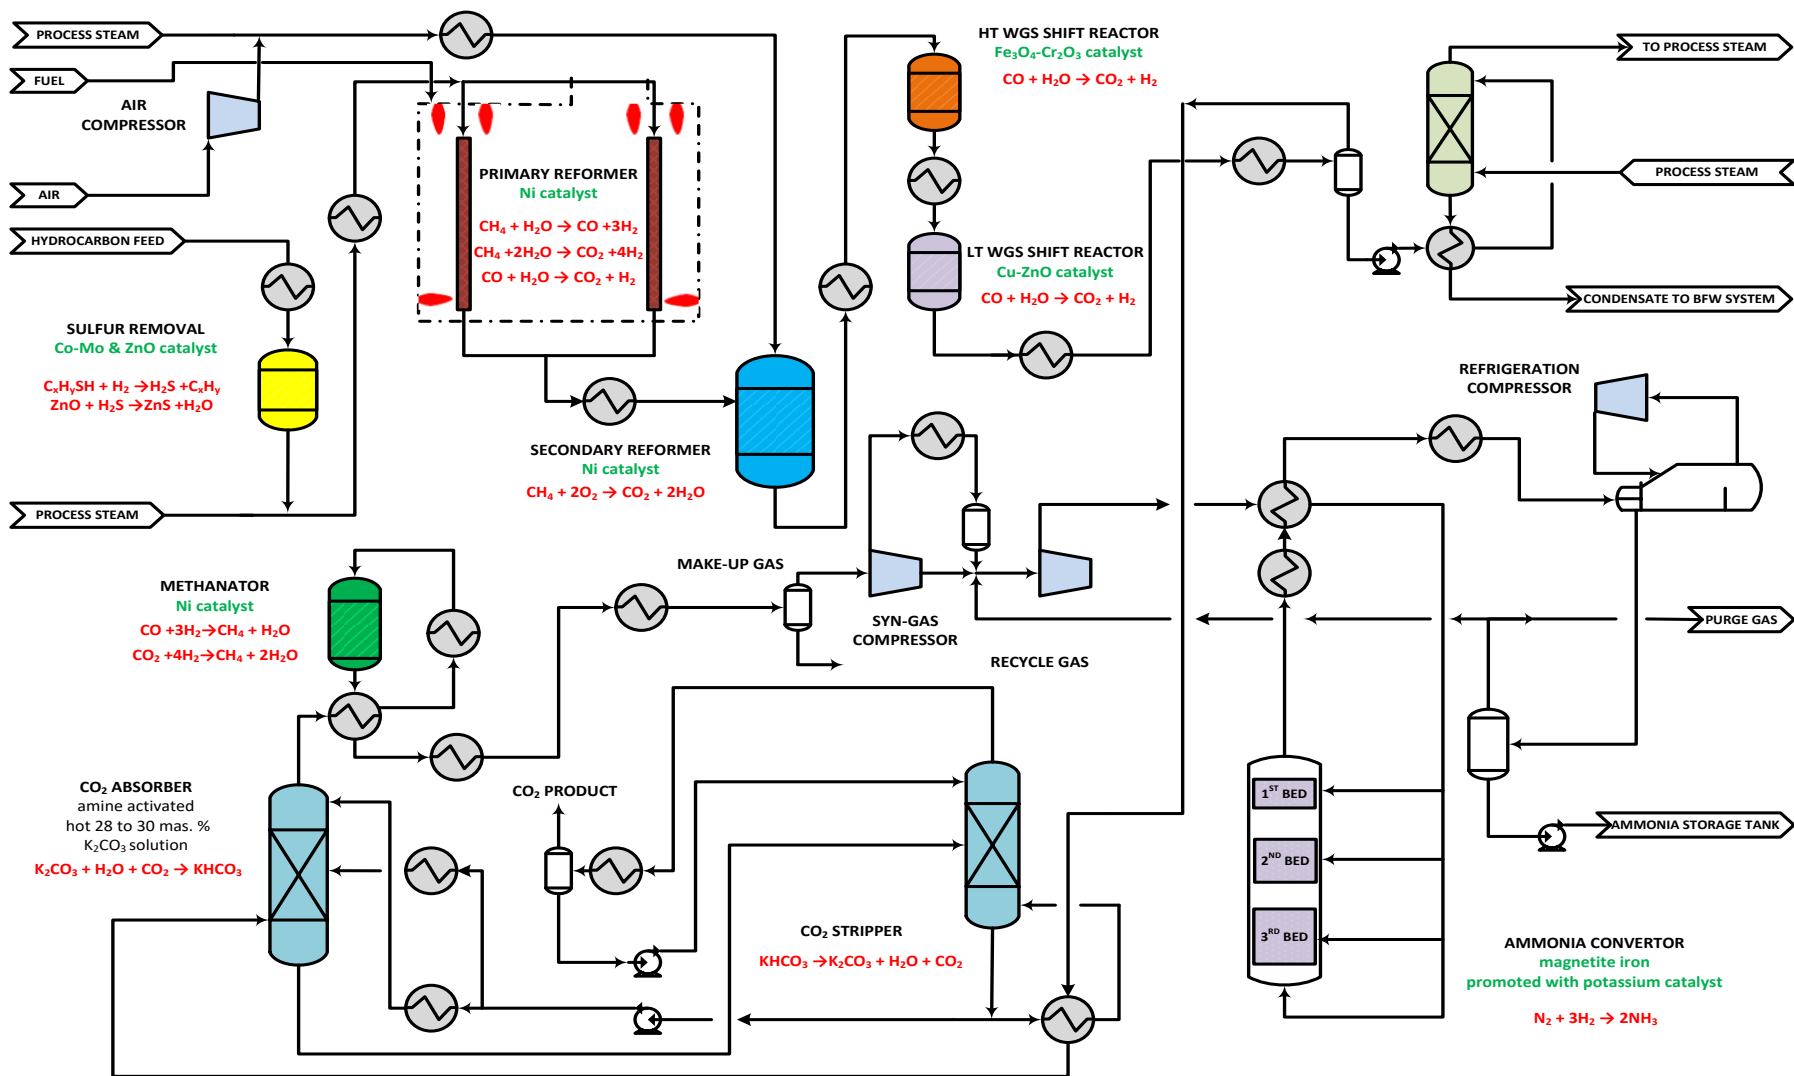 PROCESS STEAM
FUEL
AIR
COMPRESSOR
AIR
HYDROCARBON FEED
SULFUR REMOVAL
Co-Mo & ZnO catalyst
CₓHᵧSH + H₂ →H₂S +CₓHᵧ
ZnO + H₂S →ZnS +H₂O
PROCESS STEAM
PRIMARY REFORMER
Ni catalyst
CH₄ + H₂O → CO +3H₂
CH₄ +2H₂O → CO₂ +4H₂
CO + H₂O → CO₂ + H₂
SECONDARY REFORMER
Ni catalyst
CH₄ + 2O₂ → CO₂ + 2H₂O
HT WGS SHIFT REACTOR
Fe₃O₄-Cr₂O₃ catalyst
CO + H₂O → CO₂ + H₂
LT WGS SHIFT REACTOR
Cu-ZnO catalyst
CO + H₂O → CO₂ + H₂
TO PROCESS STEAM
PROCESS STEAM
CONDENSATE TO BFW SYSTEM
REFRIGERATION
COMPRESSOR
METHANATOR
Ni catalyst
CO +3H₂→CH₄ + H₂O
CO₂ +4H₂→CH₄ + 2H₂O
MAKE-UP GAS
SYN-GAS
COMPRESSOR
RECYCLE GAS
PURGE GAS
CO₂ ABSORBER
amine activated
hot 28 to 30 mas. %
K₂CO₃ solution
K₂CO₃ + H₂O + CO₂ → KHCO₃
CO₂ PRODUCT
CO₂ STRIPPER
KHCO₃ →K₂CO₃ + H₂O + CO₂
1ST BED
2ND BED
3RD BED
AMMONIA STORAGE TANK
AMMONIA CONVERTOR
magnetite iron
promoted with potassium catalyst
N₂ + 3H₂ → 2NH₃